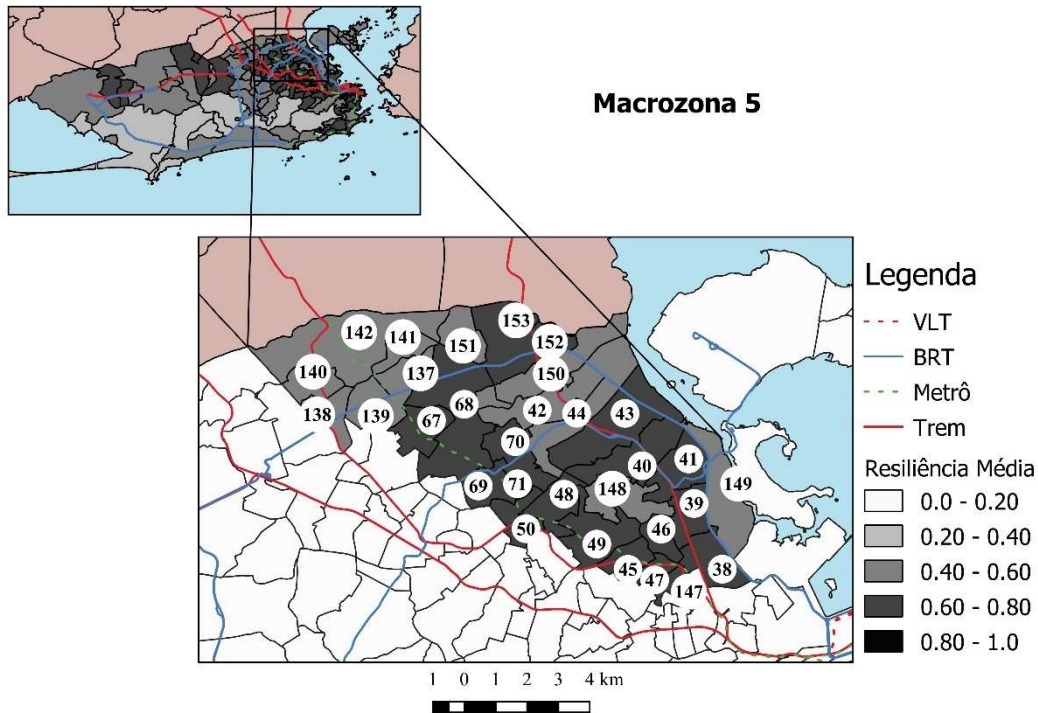 Macrozona 5
153
142
141
151
152
140
137
150
138
139
67
68
42
44
43
70
40
41
69
71
48
148
39
149
50
49
46
45
47
38
147
Legenda
VLT
BRT
Metrô
Trem
Resiliência Média
0.0 - 0.20
0.20 - 0.40
0.40 - 0.60
0.60 - 0.80
0.80 - 1.0
1 0 1 2 3 4 km